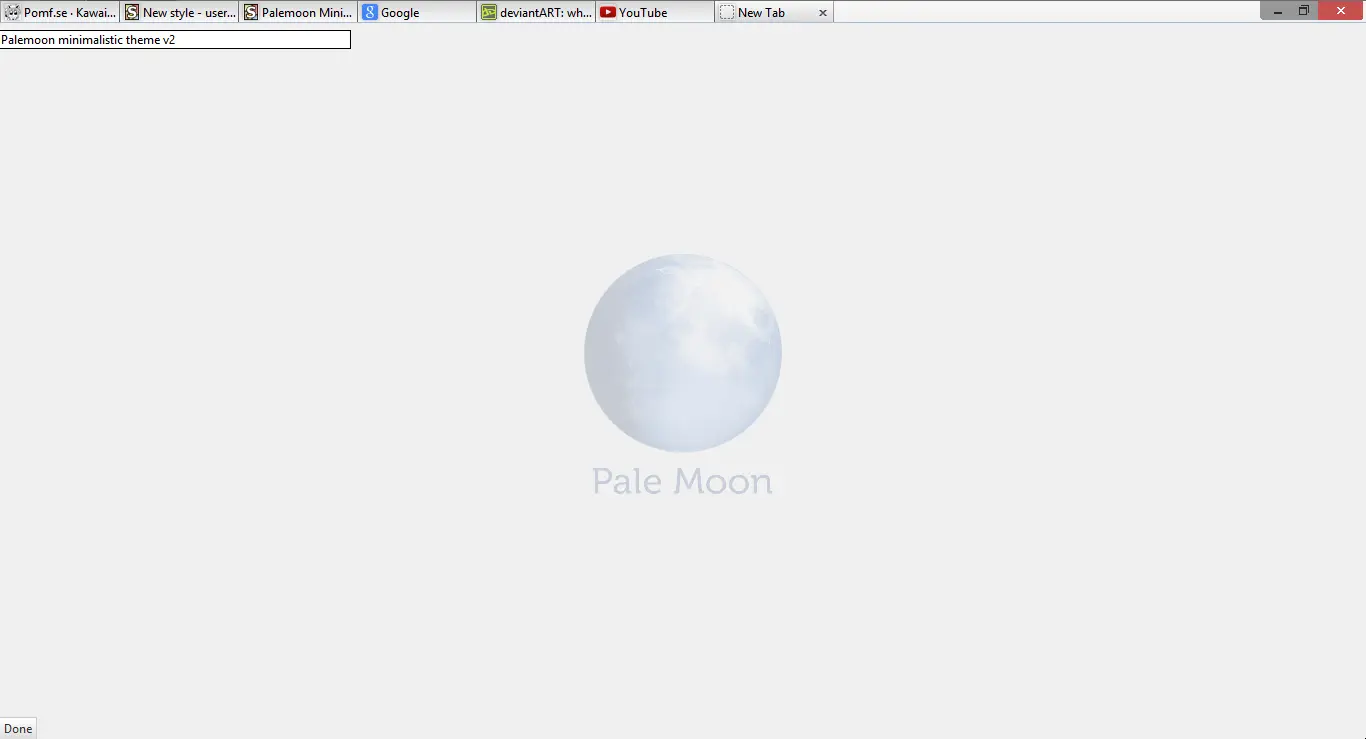 Pomf.se · Kawai...
New style - user...
Palemoon Mini...
Google
deviantART: wh...
YouTube
New Tab
Palemoon minimalistic theme v2
Pale Moon
Done